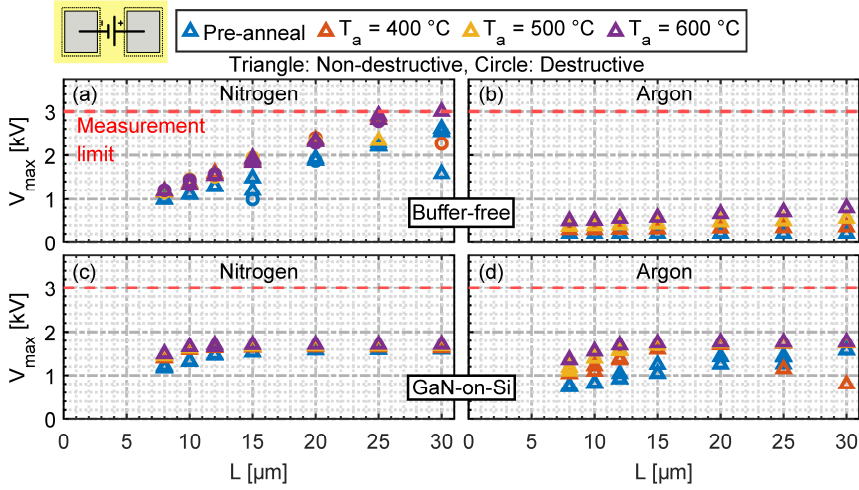 Pre-anneal T_a = 400 °C T_a = 500 °C T_a = 600 °C
Triangle: Non-destructive, Circle: Destructive
(a) Nitrogen
(b) Argon
Measurement
limit
V_max [kV]
3
2
1
0
Buffer-free
(c) Nitrogen
(d) Argon
V_max [kV]
3
2
1
0
GaN-on-Si
0 5 10 15 20 25 30
0 5 10 15 20 25 30
L [μm]
L [μm]